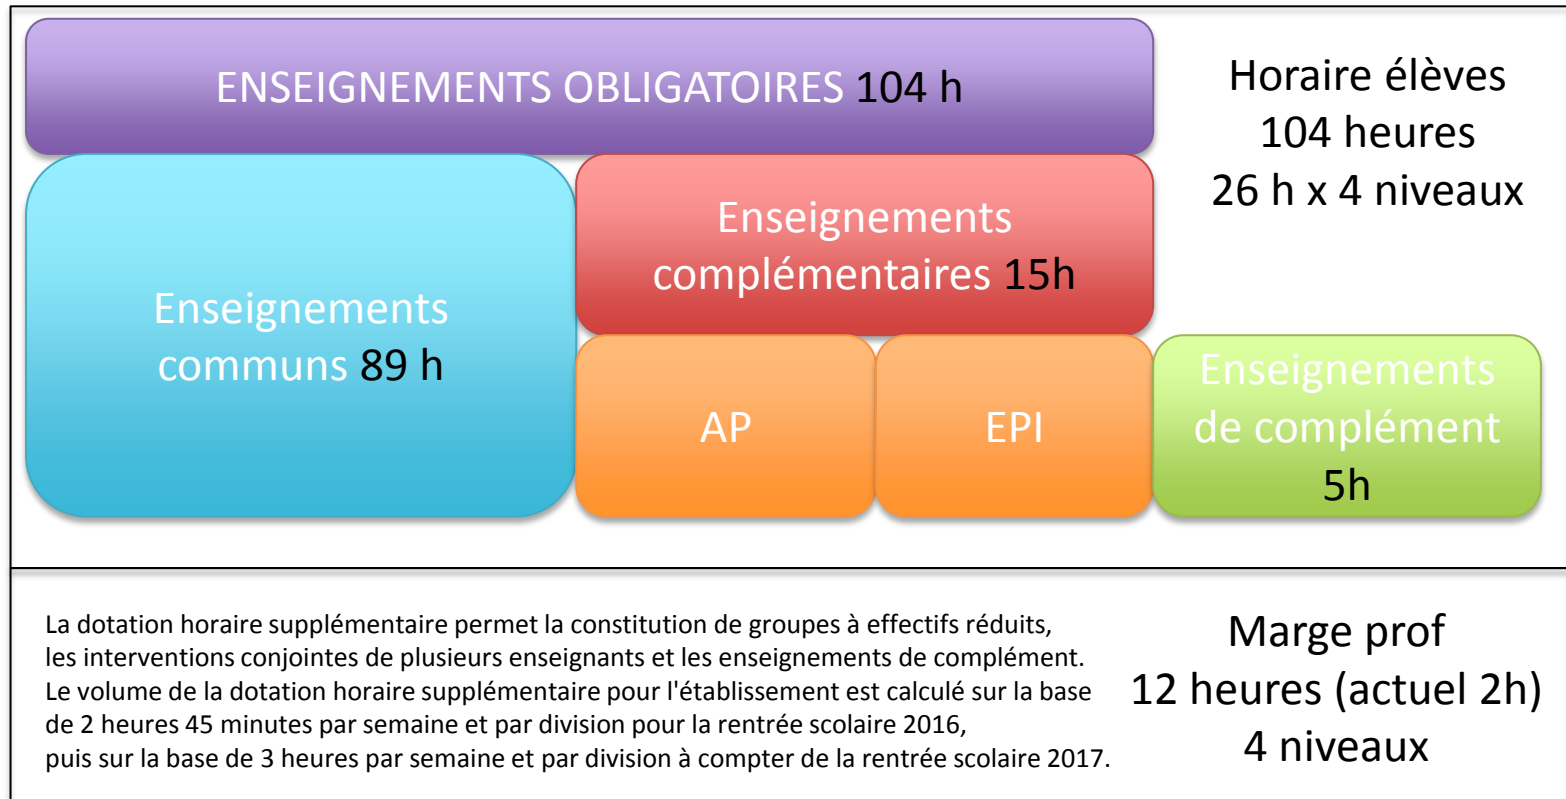 ENSEIGNEMENTS OBLIGATOIRES 104 h
Horaire élèves
104 heures
26 h x 4 niveaux
Enseignements
communs 89 h
Enseignements
complémentaires 15h
AP
EPI
Enseignements
de complément
5h
La dotation horaire supplémentaire permet la constitution de groupes à effectifs réduits,
les interventions conjointes de plusieurs enseignants et les enseignements de complément.
Le volume de la dotation horaire supplémentaire pour l'établissement est calculé sur la base
de 2 heures 45 minutes par semaine et par division pour la rentrée scolaire 2016,
puis sur la base de 3 heures par semaine et par division à compter de la rentrée scolaire 2017.
Marge prof
12 heures (actuel 2h)
4 niveaux